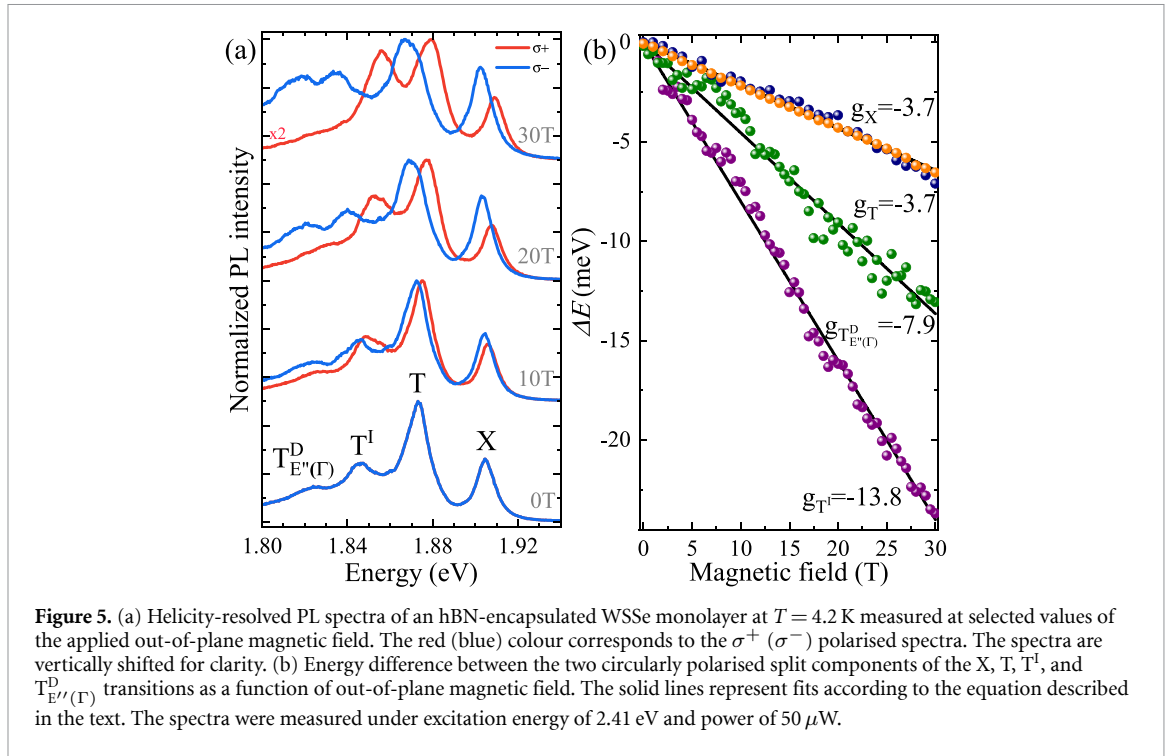 (a)
σ+
σ-
x2
30T
20T
10T
0T
T
X
T^I
T^D_E"(Γ)
Normalized PL intensity
1.80 1.84 1.88 1.92
Energy (eV)
(b)
0
-5
-10
-15
-20
ΔE (meV)
g_X=-3.7
g_T=-3.7
g_T^D_E"(Γ)=-7.9
g_T^I=-13.8
0 5 10 15 20 25 30
Magnetic field (T)
Figure 5. (a) Helicity-resolved PL spectra of an hBN-encapsulated WSSe monolayer at T = 4.2 K measured at selected values of
the applied out-of-plane magnetic field. The red (blue) colour corresponds to the σ⁺ (σ⁻) polarised spectra. The spectra are
vertically shifted for clarity. (b) Energy difference between the two circularly polarised split components of the X, T, T^I, and
T^D_E′′(Γ) transitions as a function of out-of-plane magnetic field. The solid lines represent fits according to the equation described
in the text. The spectra were measured under excitation energy of 2.41 eV and power of 50 μW.